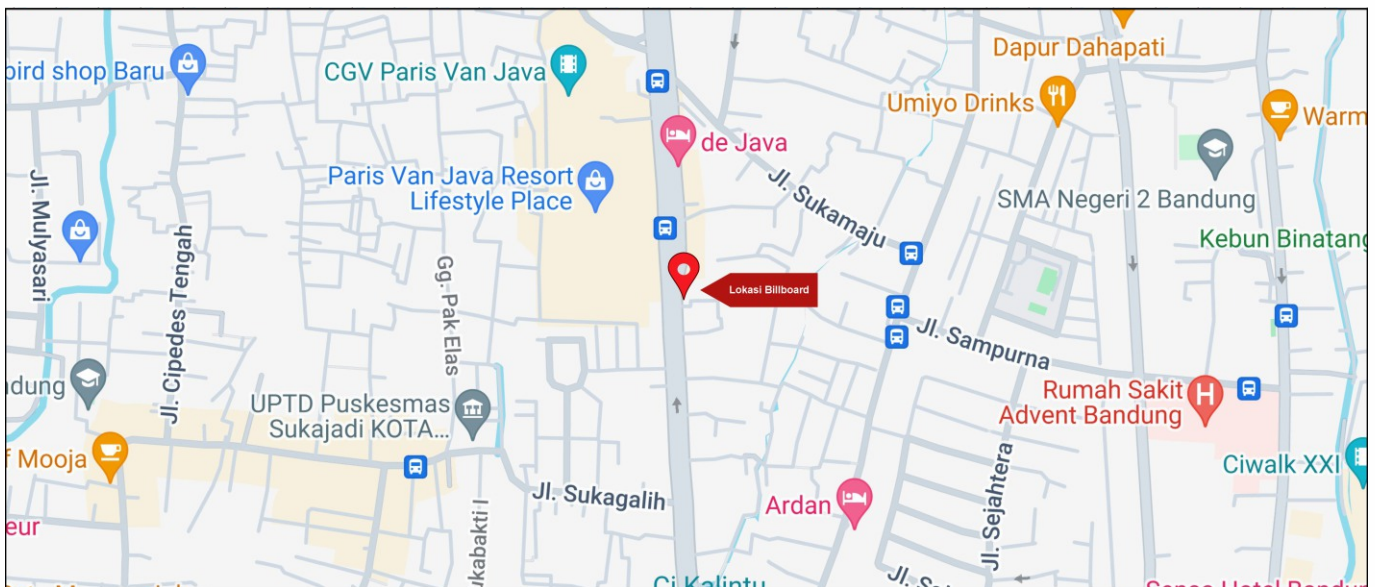 Dapur Dahapati
bird shop Baru
CGV Paris Van Java
Umiyo Drinks
Warm
de Java
Paris Van Java Resort
Lifestyle Place
Jl. Sukamaju
SMA Negeri 2 Bandung
Jl. Mulyasari
Jl. Cipedes Tengah
Gg. Pak Elas
Kebun Binatang
Lokasi Billboard
Jl. Sampurna
ndung
UPTD Puskesmas
Sukajadi KOTA...
Rumah Sakit
Advent Bandung
H
f Mooja
Ciwalk XXI
Jl. Sukagalih
Ardan
Jl. Sejahtera
eur
ukabakti I
Ci Kalintu